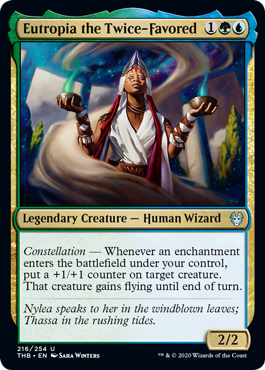 Eutropia the Twice-Favored 1
Legendary Creature — Human Wizard
Constellation — Whenever an enchantment
enters the battlefield under your control,
put a +1/+1 counter on target creature.
That creature gains flying until end of turn.
Nylea speaks to her in the windblown leaves;
Thassa in the rushing tides.
2/2
216/254 U
THB • EN Sara Winters ™ & © 2020 Wizards of the Coast